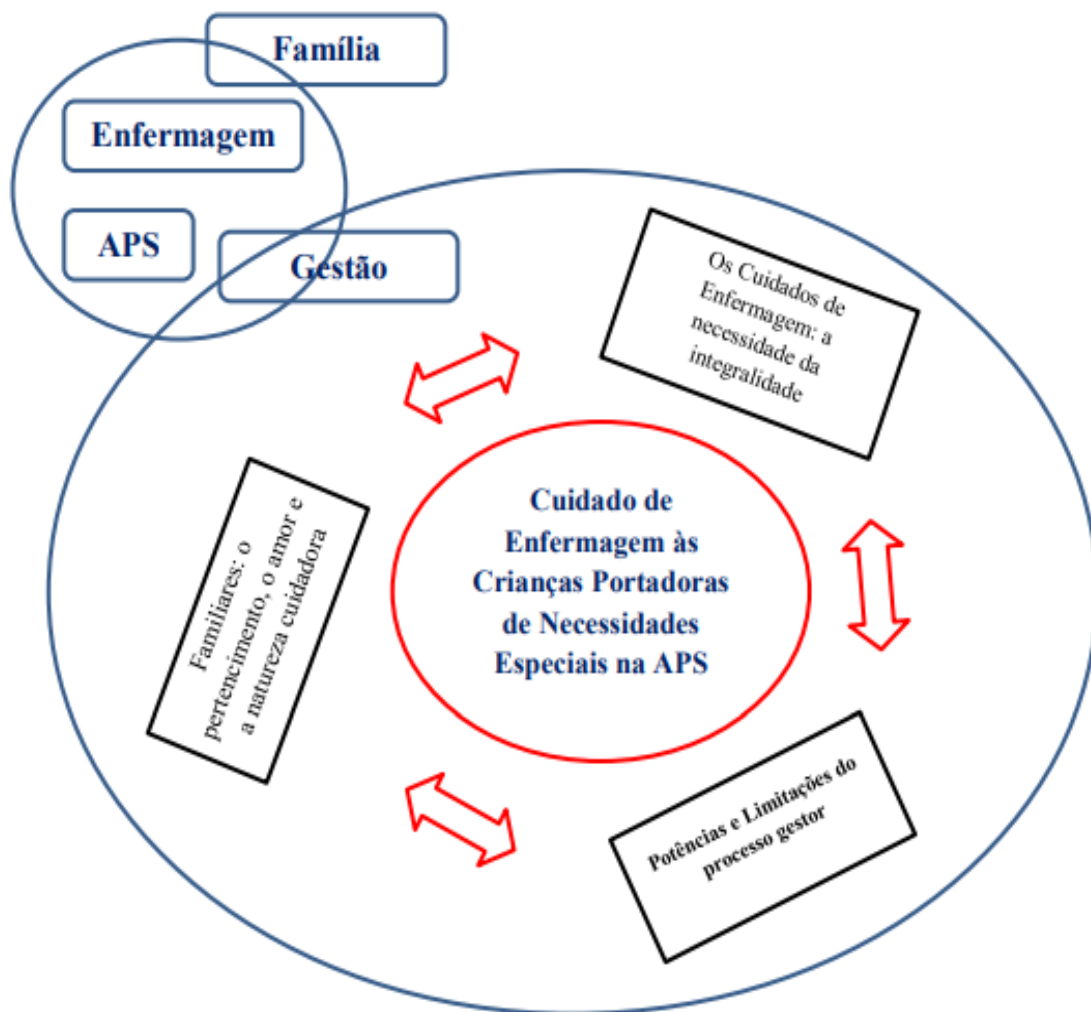 Família
Enfermagem
APS
Gestão
Os Cuidados de
Enfermagem: a
necessidade da
integralidade
Familiares: o
pertencimento, o amor e
a natureza cuidadora
Cuidado de
Enfermagem às
Crianças Portadoras
de Necessidades
Especiais na APS
Potências e Limitações do
processo gestor